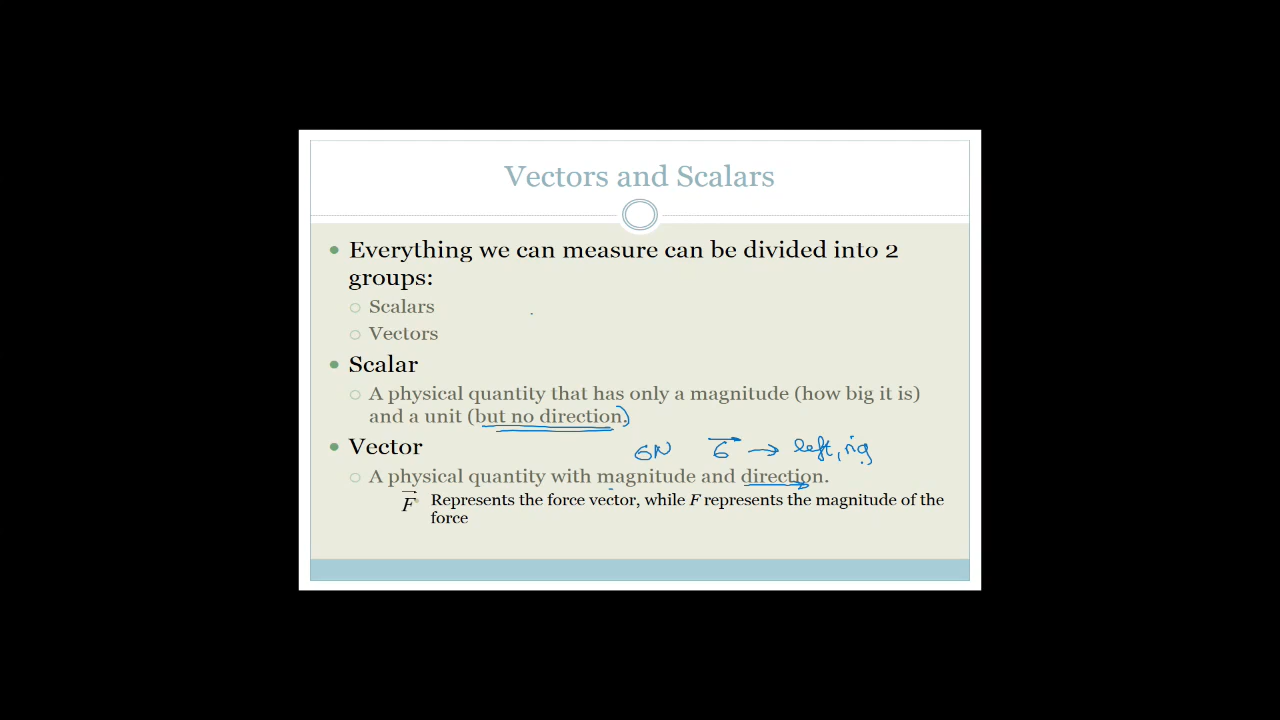 Vectors and Scalars
• Everything we can measure can be divided into 2
groups:
○ Scalars
○ Vectors
• Scalar
○ A physical quantity that has only a magnitude (how big it is)
and a unit (but no direction.)
• Vector
6N 6⃗ → left, rig
○ A physical quantity with magnitude and direction.
F⃗ Represents the force vector, while F represents the magnitude of the
force